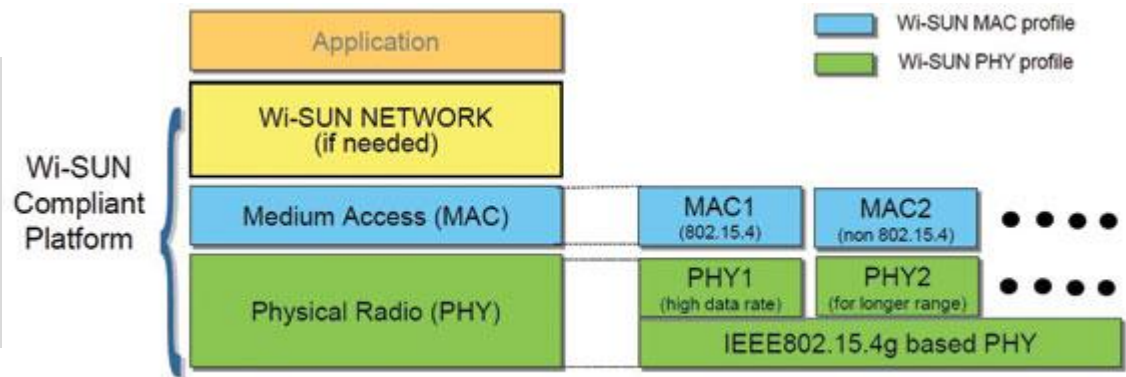 Application
Wi-SUN MAC profile
Wi-SUN PHY profile
Wi-SUN NETWORK
(if needed)
Wi-SUN
Compliant
Platform
Medium Access (MAC)
MAC1
(802.15.4)
MAC2
(non 802.15.4)
Physical Radio (PHY)
PHY1
(high data rate)
PHY2
(for longer range)
IEEE802.15.4g based PHY